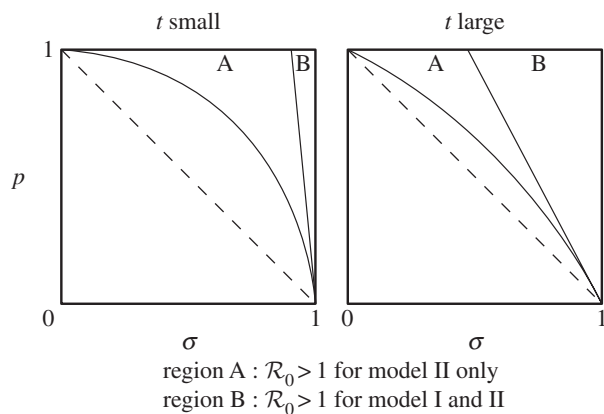 t small t large
1 A B A B
p
0 σ 1 0 σ 1
region A : ℛ₀ > 1 for model II only
region B : ℛ₀ > 1 for model I and II